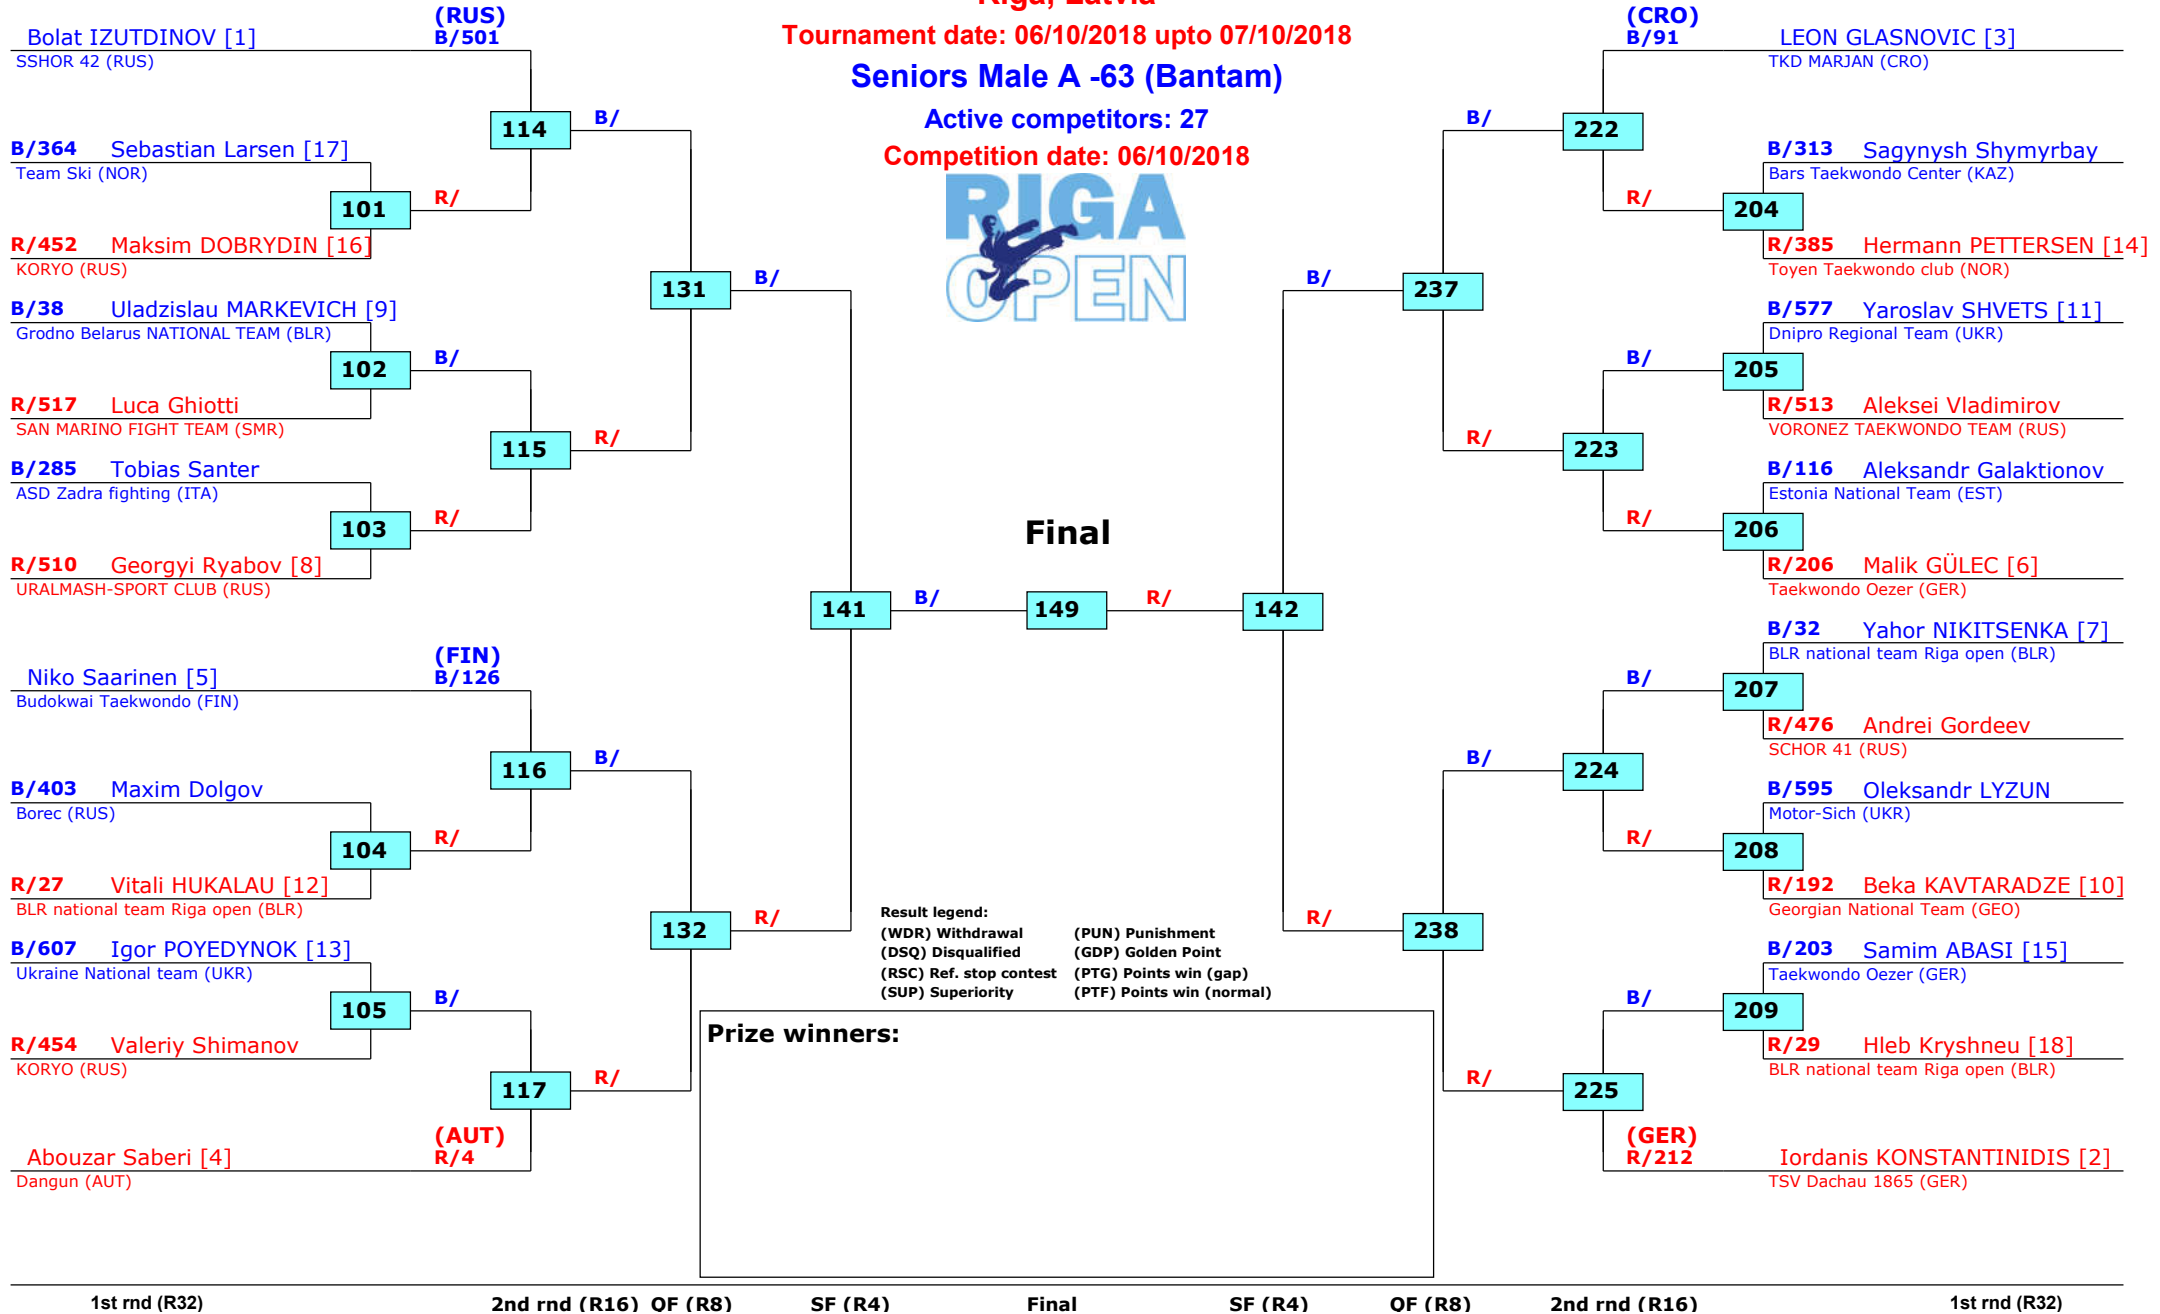 Riga, Latvia
Tournament date: 06/10/2018 upto 07/10/2018
Seniors Male A -63 (Bantam)
Active competitors: 27
Competition date: 06/10/2018
RIGA
OPEN
Bolat IZUTDINOV [1]
(RUS)
B/501
SSHOR 42 (RUS)
114
B/
B/364 Sebastian Larsen [17]
Team Ski (NOR)
101
R/
R/452 Maksim DOBRYDIN [16]
KORYO (RUS)
131
B/
B/38 Uladzislau MARKEVICH [9]
Grodno Belarus NATIONAL TEAM (BLR)
102
B/
R/517 Luca Ghiotti
SAN MARINO FIGHT TEAM (SMR)
115
R/
B/285 Tobias Santer
ASD Zadra fighting (ITA)
103
R/
R/510 Georgyi Ryabov [8]
URALMASH-SPORT CLUB (RUS)
141
B/
Niko Saarinen [5]
(FIN)
B/126
Budokwai Taekwondo (FIN)
116
B/
B/403 Maxim Dolgov
Borec (RUS)
104
R/
R/27 Vitali HUKALAU [12]
BLR national team Riga open (BLR)
132
R/
B/607 Igor POYEDYNOK [13]
Ukraine National team (UKR)
105
B/
R/454 Valeriy Shimanov
KORYO (RUS)
117
R/
(AUT)
R/4
Abouzar Saberi [4]
Dangun (AUT)
Final
149
R/
142
(CRO)
B/91
LEON GLASNOVIC [3]
TKD MARJAN (CRO)
B/
222
B/313 Sagynysh Shymyrbay
Bars Taekwondo Center (KAZ)
R/
204
R/385 Hermann PETTERSEN [14]
Toyen Taekwondo club (NOR)
B/
237
B/577 Yaroslav SHVETS [11]
Dnipro Regional Team (UKR)
B/
205
R/513 Aleksei Vladimirov
VORONEZ TAEKWONDO TEAM (RUS)
R/
223
B/116 Aleksandr Galaktionov
Estonia National Team (EST)
R/
206
R/206 Malik GÜLEC [6]
Taekwondo Oezer (GER)
B/32 Yahor NIKITSENKA [7]
BLR national team Riga open (BLR)
B/
207
R/476 Andrei Gordeev
SCHOR 41 (RUS)
B/
224
B/595 Oleksandr LYZUN
Motor-Sich (UKR)
R/
208
R/192 Beka KAVTARADZE [10]
Georgian National Team (GEO)
R/
238
B/203 Samim ABASI [15]
Taekwondo Oezer (GER)
B/
209
R/29 Hleb Kryshneu [18]
BLR national team Riga open (BLR)
R/
225
(GER)
R/212
Iordanis KONSTANTINIDIS [2]
TSV Dachau 1865 (GER)
Result legend:
(WDR) Withdrawal (PUN) Punishment
(DSQ) Disqualified (GDP) Golden Point
(RSC) Ref. stop contest (PTG) Points win (gap)
(SUP) Superiority (PTF) Points win (normal)
Prize winners:
1st rnd (R32) 2nd rnd (R16) QF (R8) SF (R4) Final SF (R4) QF (R8) 2nd rnd (R16) 1st rnd (R32)